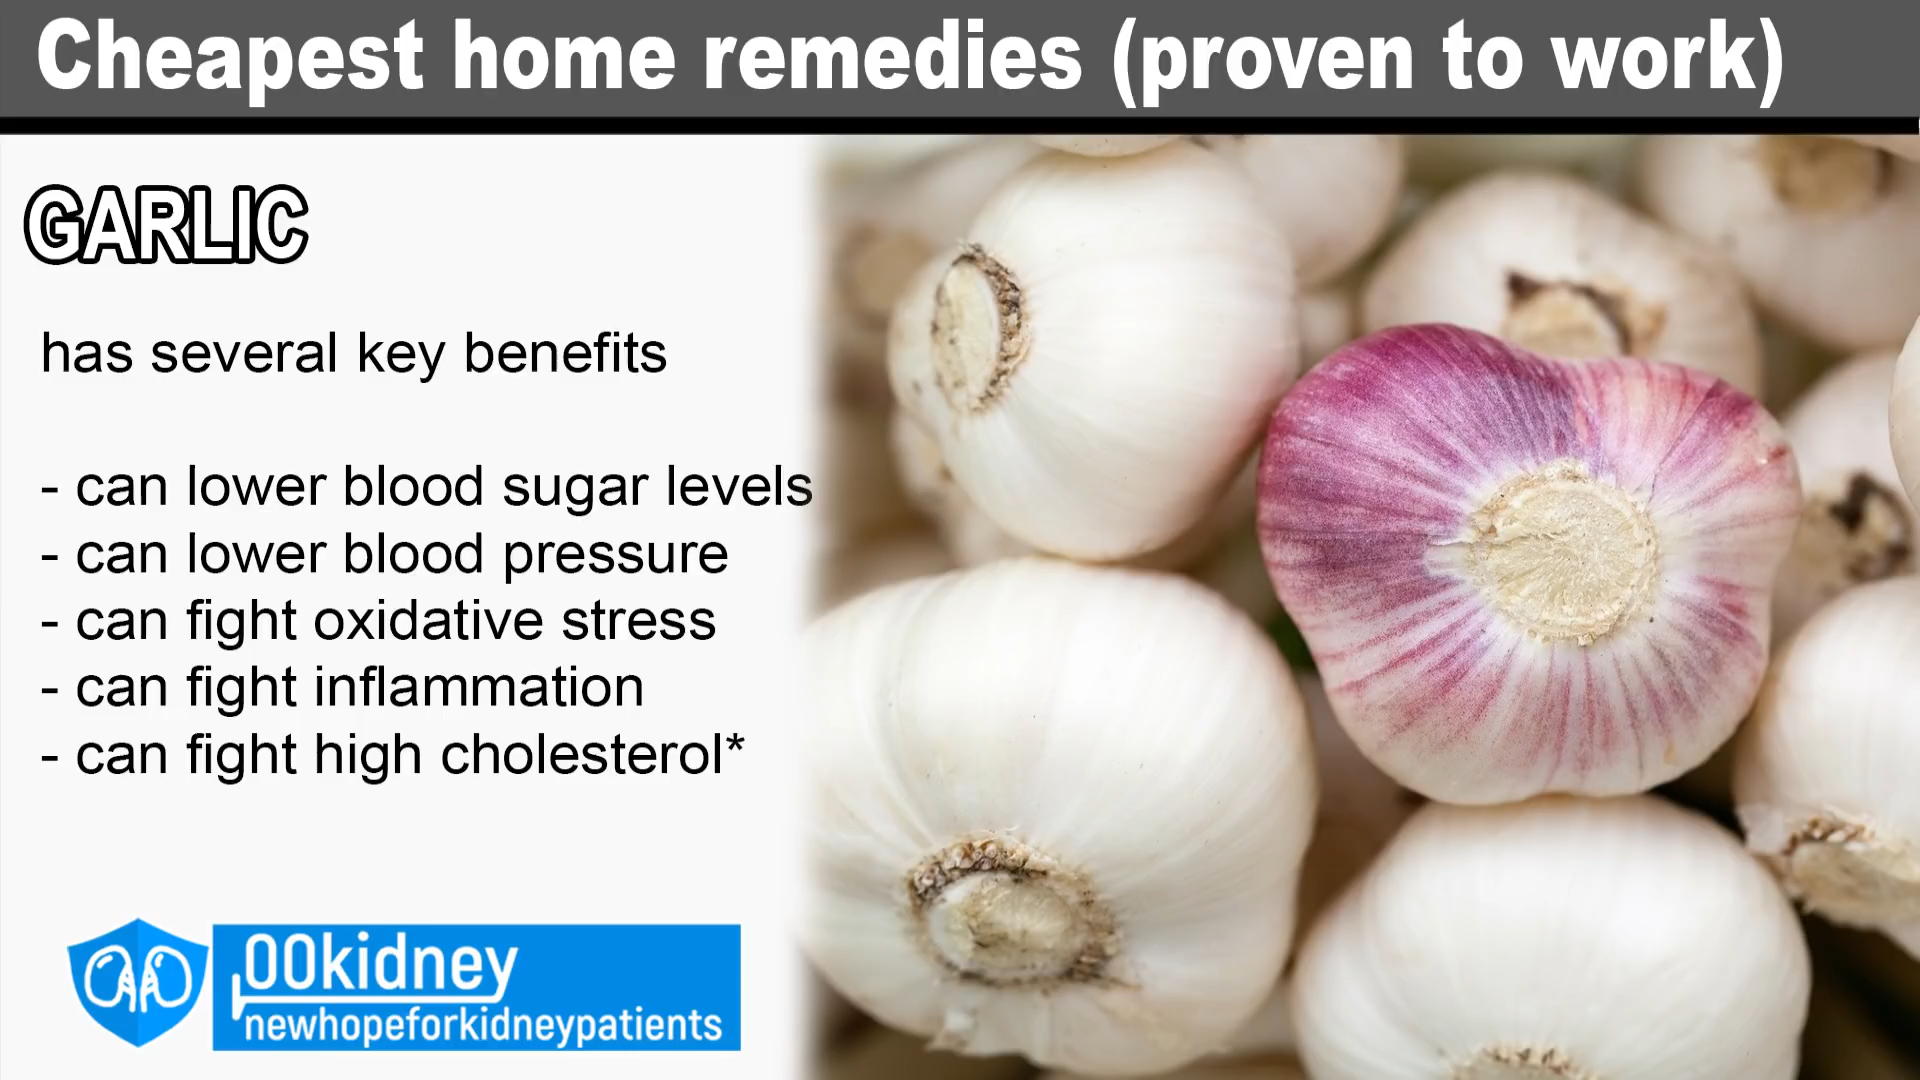 Cheapest home remedies (proven to work)
GARLIC
has several key benefits
- can lower blood sugar levels
- can lower blood pressure
- can fight oxidative stress
- can fight inflammation
- can fight high cholesterol*
00kidney
newhopeforkidneypatients